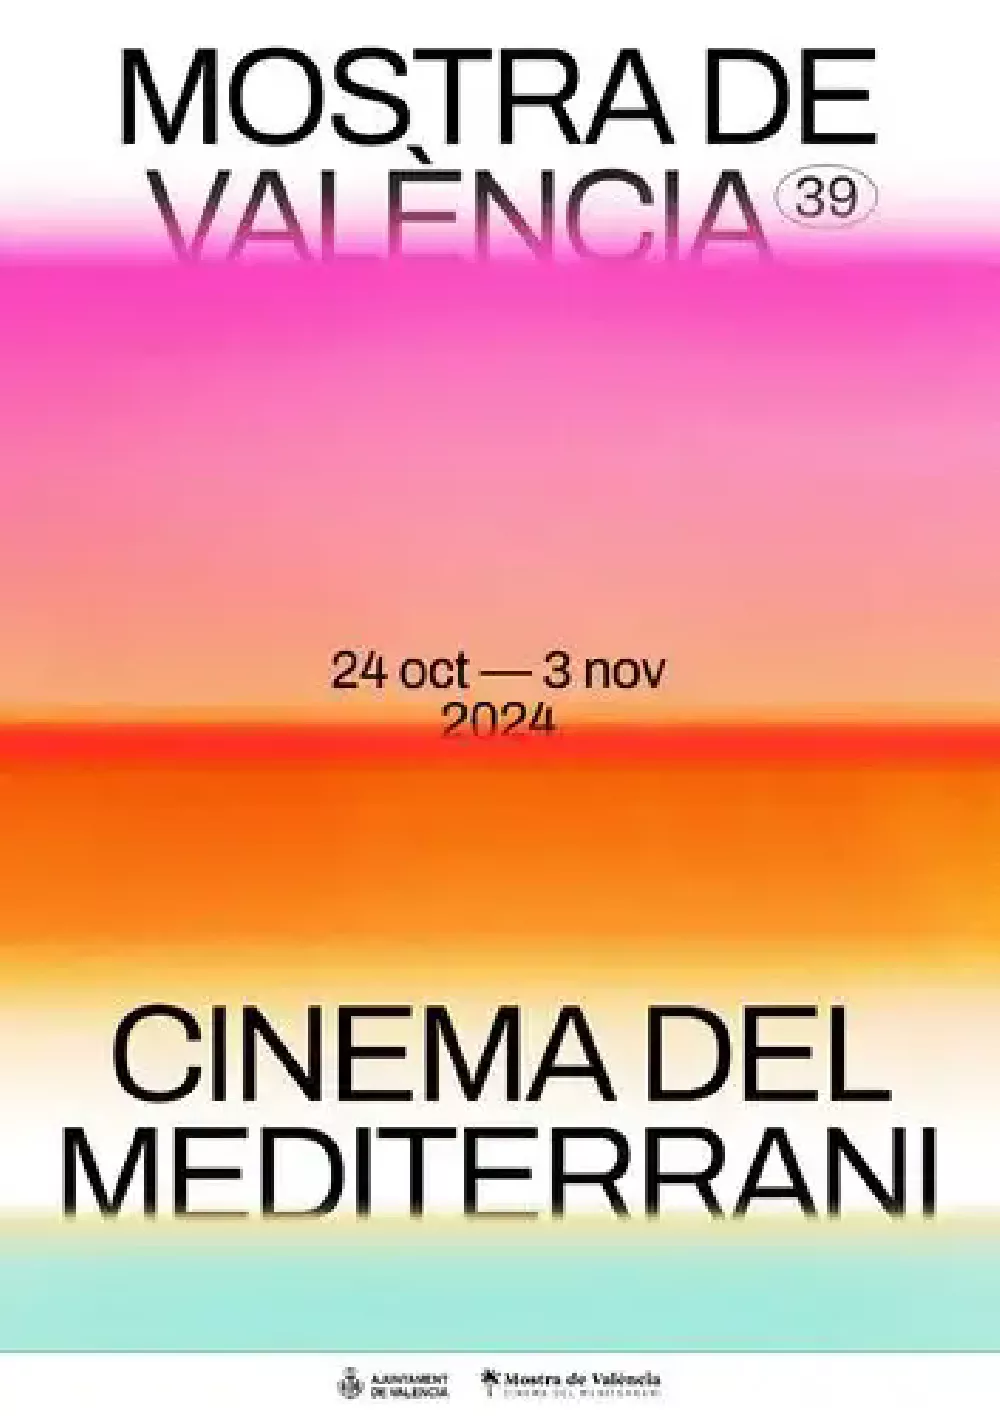 MOSTRA DE
VALÈNCIA 39
24 oct — 3 nov
2024
CINEMA DEL
MEDITERRANI
AJUNTAMENT
DE VALÈNCIA
Mostra de València
CINEMA DEL MEDITERRANI